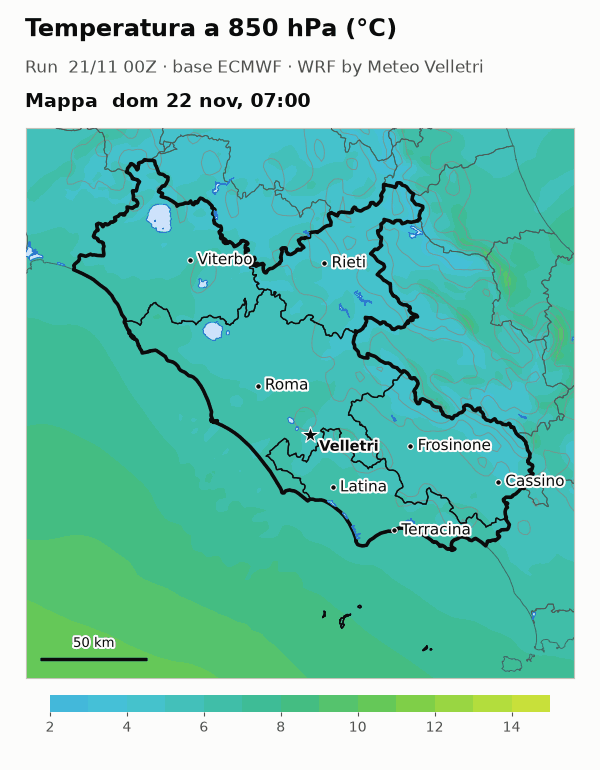 Temperatura a 850 hPa (°C)
Run  21/11 00Z · base ECMWF · WRF by Meteo Velletri
Mappa  dom 22 nov, 07:00
Viterbo
Rieti
Roma
Velletri
Frosinone
Cassino
Latina
Terracina
50 km
2 4 6 8 10 12 14